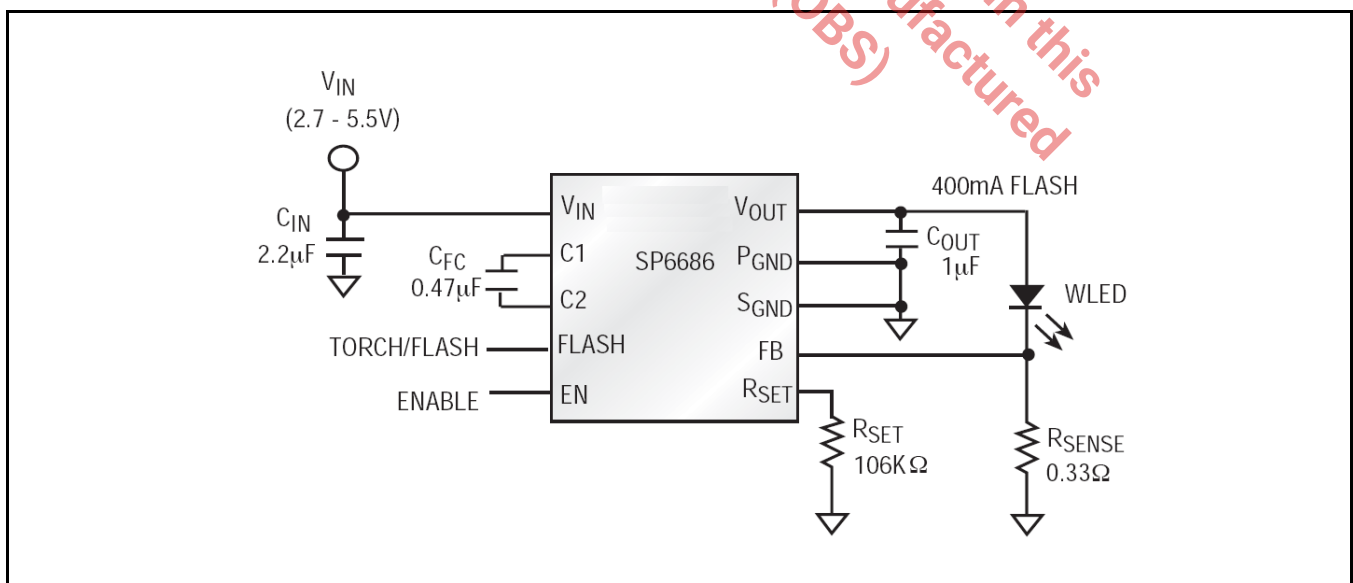 in this
ufactured
(OBS)
VIN
(2.7 - 5.5V)
CIN
2.2μF
CFC
0.47μF
TORCH/FLASH
ENABLE
VIN
C1
C2
FLASH
EN
SP6686
VOUT
PGND
SGND
FB
RSET
400mA FLASH
COUT
1μF
WLED
RSET
106KΩ
RSENSE
0.33Ω